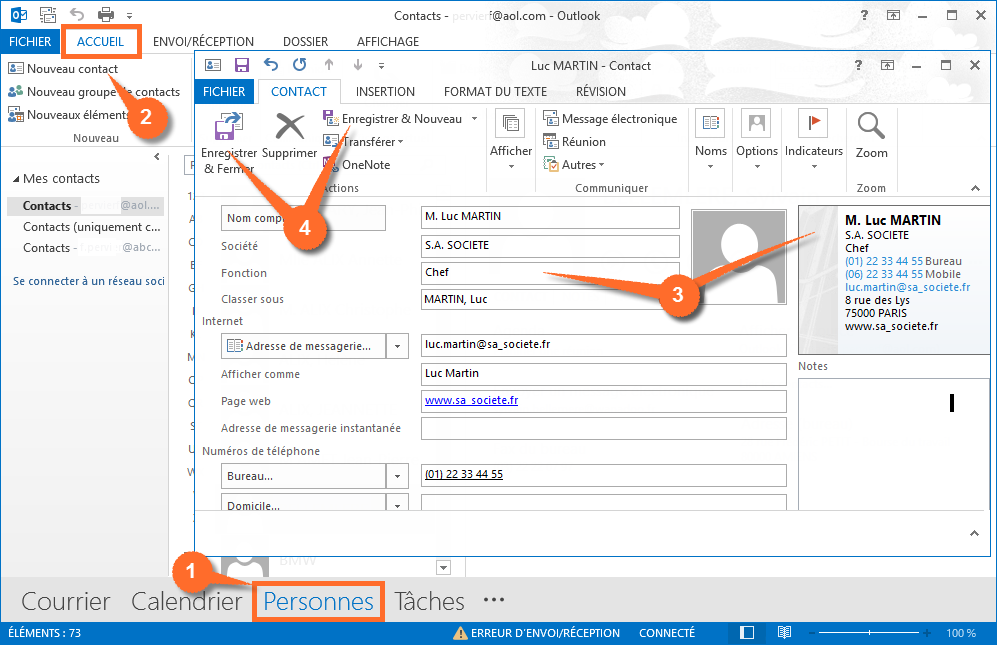 Contacts - pervierf@aol.com - Outlook
?
FICHIER ACCUEIL ENVOI/RÉCEPTION DOSSIER AFFICHAGE
Nouveau contact
Nouveau groupe de contacts
Nouveaux éléments
Nouveau
2
Mes contacts
Contacts - @aol....
Contacts (uniquement c...
Contacts - @abc...
Se connecter à un réseau soci
Luc MARTIN - Contact
?
FICHIER CONTACT INSERTION FORMAT DU TEXTE RÉVISION
Enregistrer & Fermer
Supprimer
Enregistrer & Nouveau
Transférer
OneNote
Actions
Afficher
Message électronique
Réunion
Autres
Communiquer
Noms
Options
Indicateurs
Zoom
Zoom
4
Nom comp
M. Luc MARTIN
Société
S.A. SOCIETE
Fonction
Chef
Classer sous
MARTIN, Luc
3
Internet
Adresse de messagerie...
luc.martin@sa_societe.fr
Afficher comme
Luc Martin
Page web
www.sa_societe.fr
Adresse de messagerie instantanée
Numéros de téléphone
Bureau...
(01) 22 33 44 55
Domicile...
M. Luc MARTIN
S.A. SOCIETE
Chef
(01) 22 33 44 55 Bureau
(06) 22 33 44 55 Mobile
luc.martin@sa_societe.fr
8 rue des Lys
75000 PARIS
www.sa_societe.fr
Notes
BMW
1
Courrier Calendrier Personnes Tâches ...
ÉLÉMENTS : 73
ERREUR D'ENVOI/RÉCEPTION CONNECTÉ
100 %